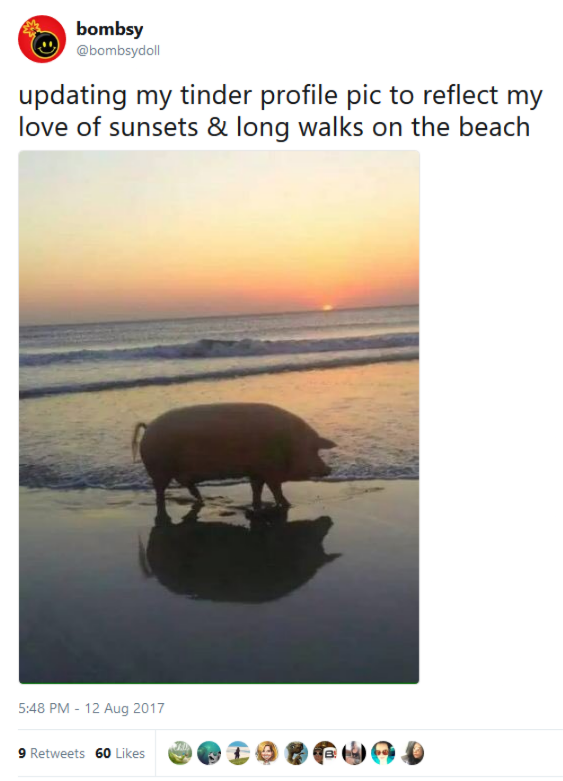 bombsy
@bombsydoll
updating my tinder profile pic to reflect my
love of sunsets & long walks on the beach
5:48 PM - 12 Aug 2017
9 Retweets 60 Likes